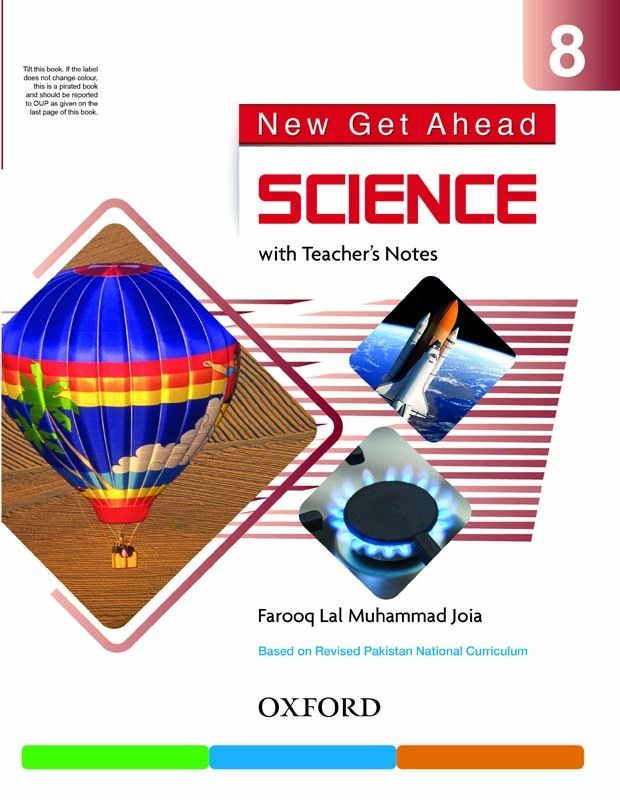 8
Tilt this book. If the label
does not change colour,
this is a pirated book
and should be reported
to OUP as given on the
last page of this book.
New Get Ahead
SCIENCE
with Teacher's Notes
Farooq Lal Muhammad Joia
Based on Revised Pakistan National Curriculum
OXFORD